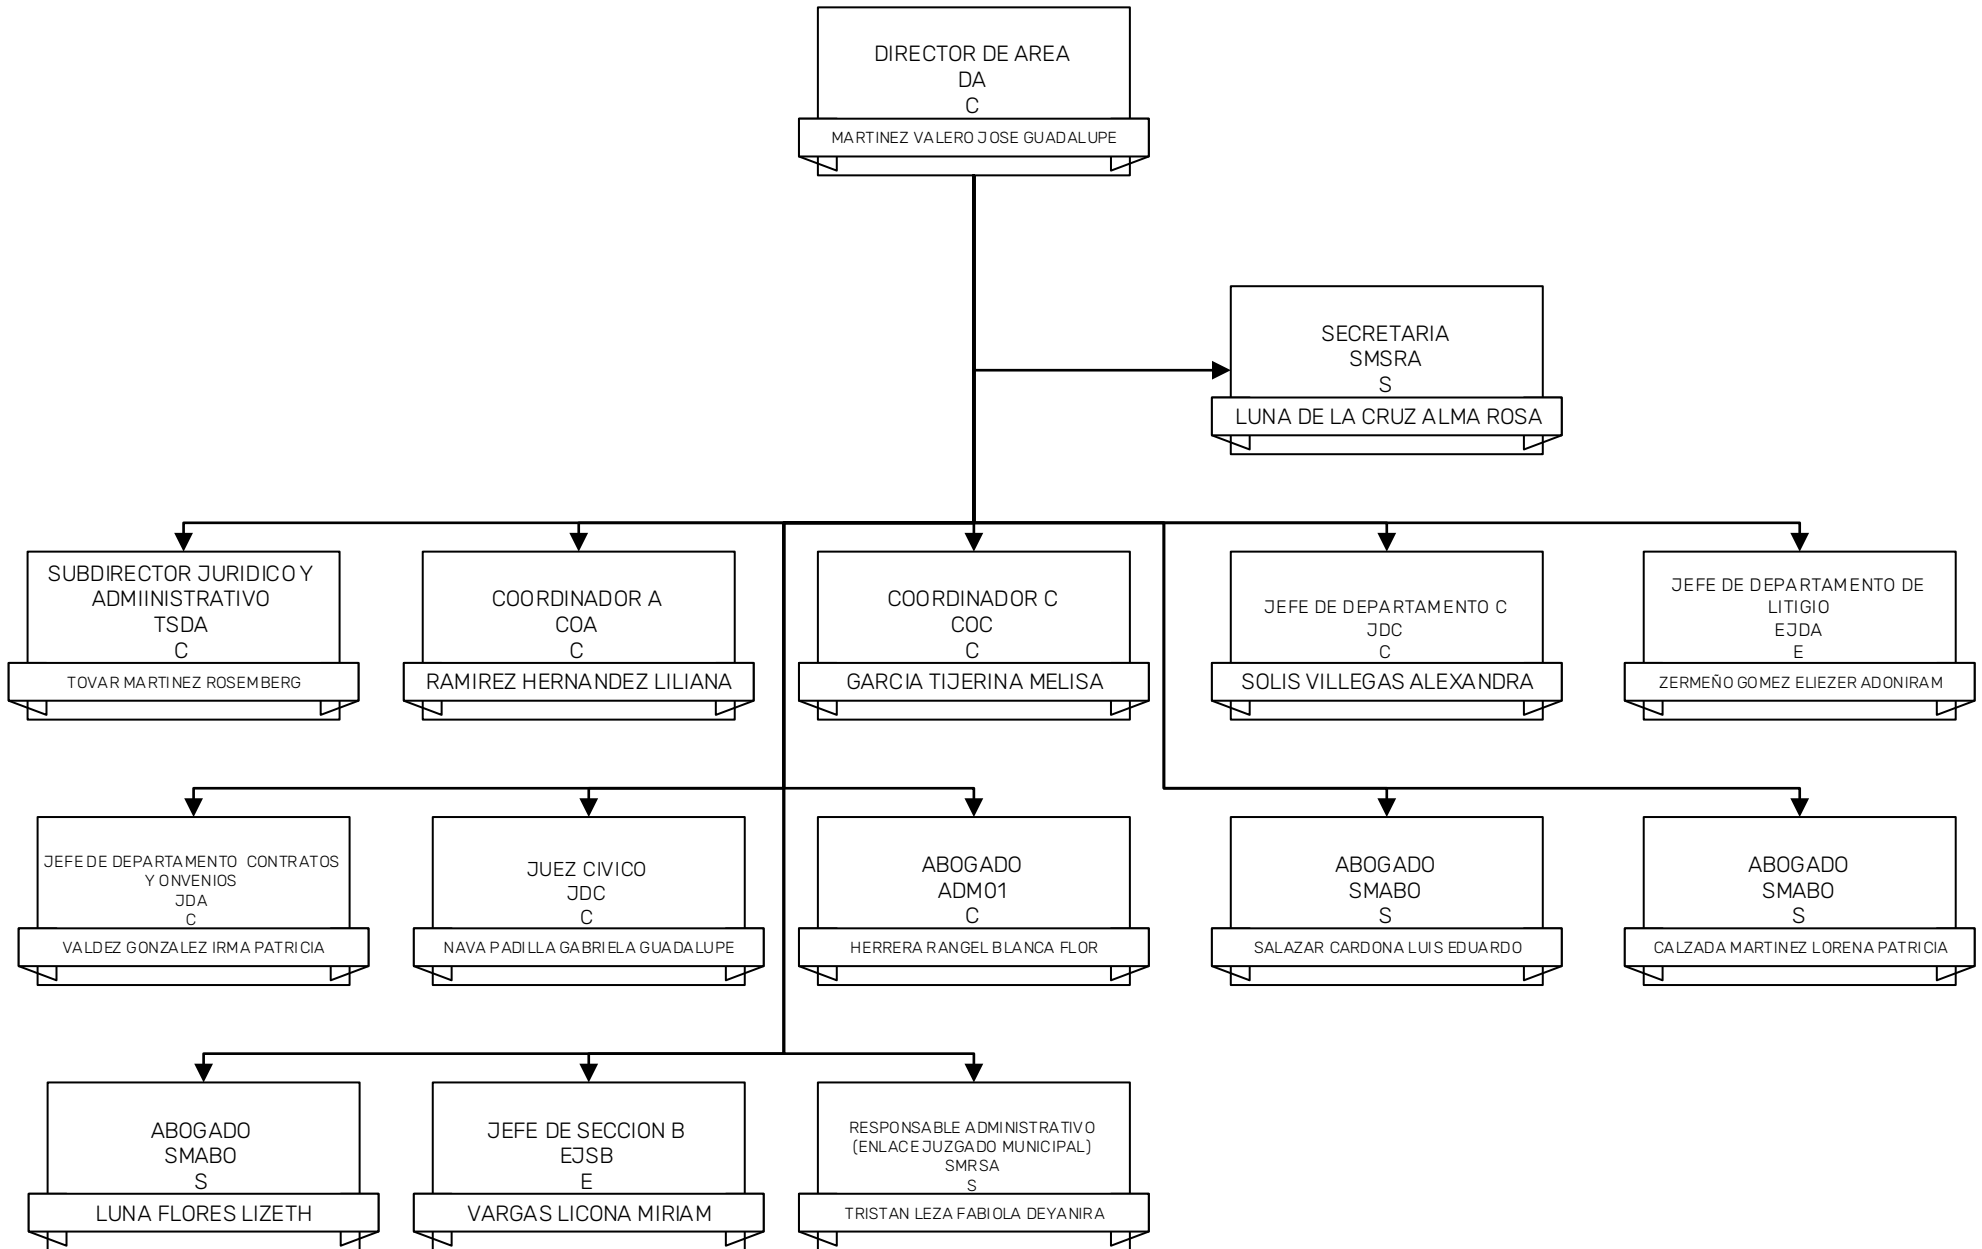 DIRECTOR DE AREA
DA
C
MARTINEZ VALERO JOSE GUADALUPE
SECRETARIA
SMSRA
S
LUNA DE LA CRUZ ALMA ROSA
SUBDIRECTOR JURIDICO Y
ADMIINISTRATIVO
TSDA
C
TOVAR MARTINEZ ROSEMBERG
COORDINADOR A
COA
C
RAMIREZ HERNANDEZ LILIANA
COORDINADOR C
COC
C
GARCIA TIJERINA MELISA
JEFE DE DEPARTAMENTO C
JDC
C
SOLIS VILLEGAS ALEXANDRA
JEFE DE DEPARTAMENTO DE
LITIGIO
EJDA
E
ZERMEÑO GOMEZ ELIEZER ADONIRAM
JEFE DE DEPARTAMENTO CONTRATOS
Y ONVENIOS
JDA
C
VALDEZ GONZALEZ IRMA PATRICIA
JUEZ CIVICO
JDC
C
NAVA PADILLA GABRIELA GUADALUPE
ABOGADO
ADM01
C
HERRERA RANGEL BLANCA FLOR
ABOGADO
SMABO
S
SALAZAR CARDONA LUIS EDUARDO
ABOGADO
SMABO
S
CALZADA MARTINEZ LORENA PATRICIA
ABOGADO
SMABO
S
LUNA FLORES LIZETH
JEFE DE SECCION B
EJSB
E
VARGAS LICONA MIRIAM
RESPONSABLE ADMINISTRATIVO
(ENLACE JUZGADO MUNICIPAL)
SMRSA
S
TRISTAN LEZA FABIOLA DEYANIRA